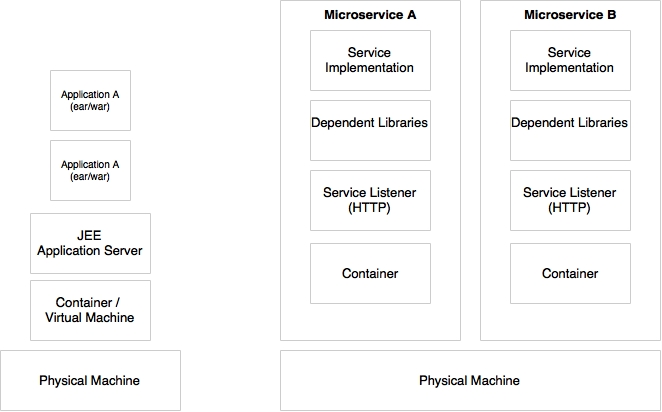 Application A
(ear/war)
Application A
(ear/war)
JEE
Application Server
Container /
Virtual Machine
Physical Machine
Microservice A
Service
Implementation
Dependent Libraries
Service Listener
(HTTP)
Container
Microservice B
Service
Implementation
Dependent Libraries
Service Listener
(HTTP)
Container
Physical Machine